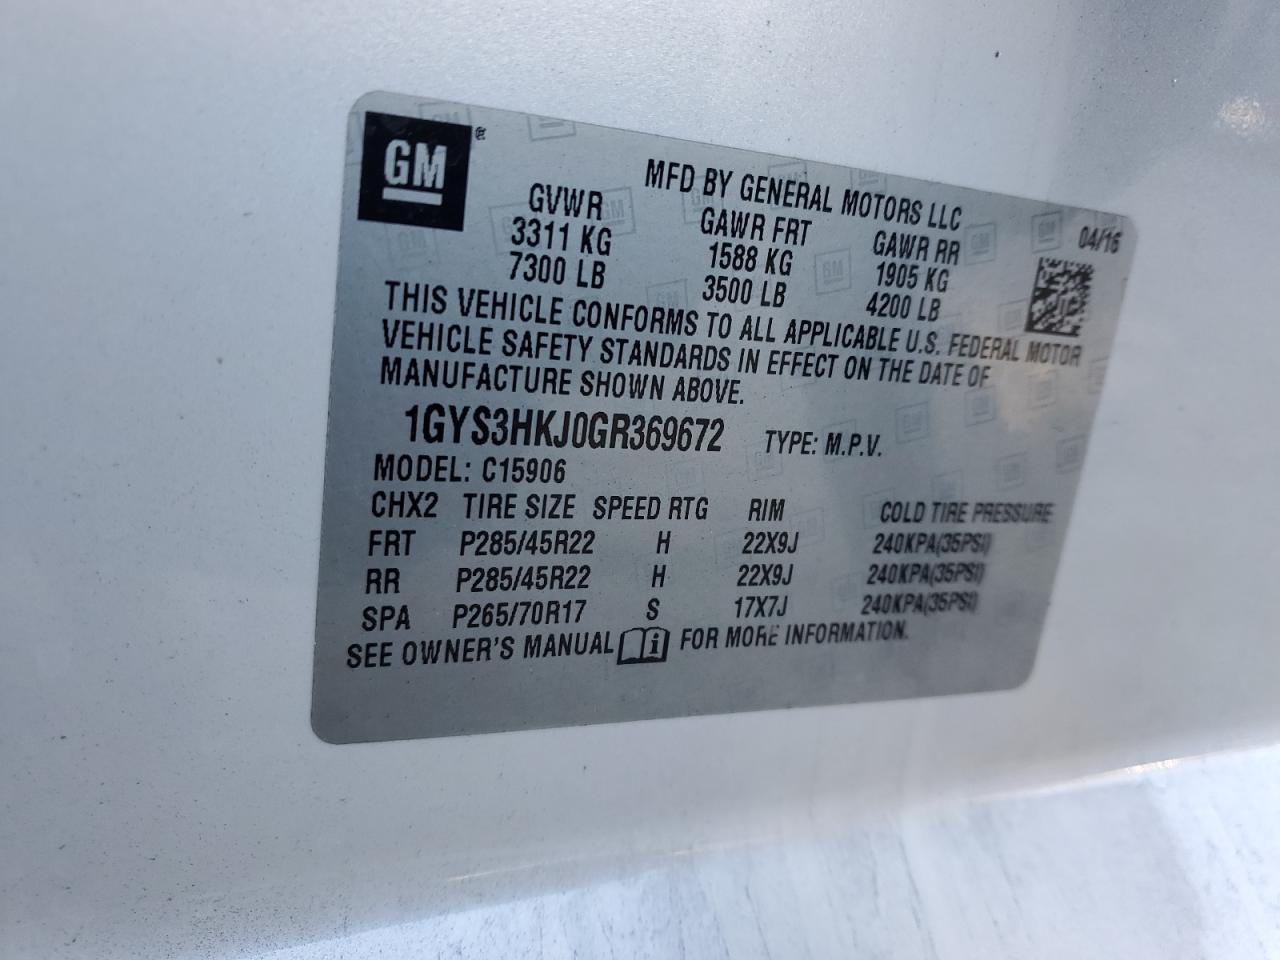 GM ®
MFD BY GENERAL MOTORS LLC
04/16
GVWR GAWR FRT GAWR RR
3311 KG 1588 KG 1905 KG
7300 LB 3500 LB 4200 LB
THIS VEHICLE CONFORMS TO ALL APPLICABLE U.S. FEDERAL MOTOR
VEHICLE SAFETY STANDARDS IN EFFECT ON THE DATE OF
MANUFACTURE SHOWN ABOVE.
1GYS3HKJ0GR369672 TYPE: M.P.V.
MODEL: C15906
CHX2 TIRE SIZE SPEED RTG RIM COLD TIRE PRESSURE
FRT P285/45R22 H 22X9J 240KPA(35PSI)
RR P285/45R22 H 22X9J 240KPA(35PSI)
SPA P265/70R17 S 17X7J 240KPA(35PSI)
SEE OWNER'S MANUAL FOR MORE INFORMATION.